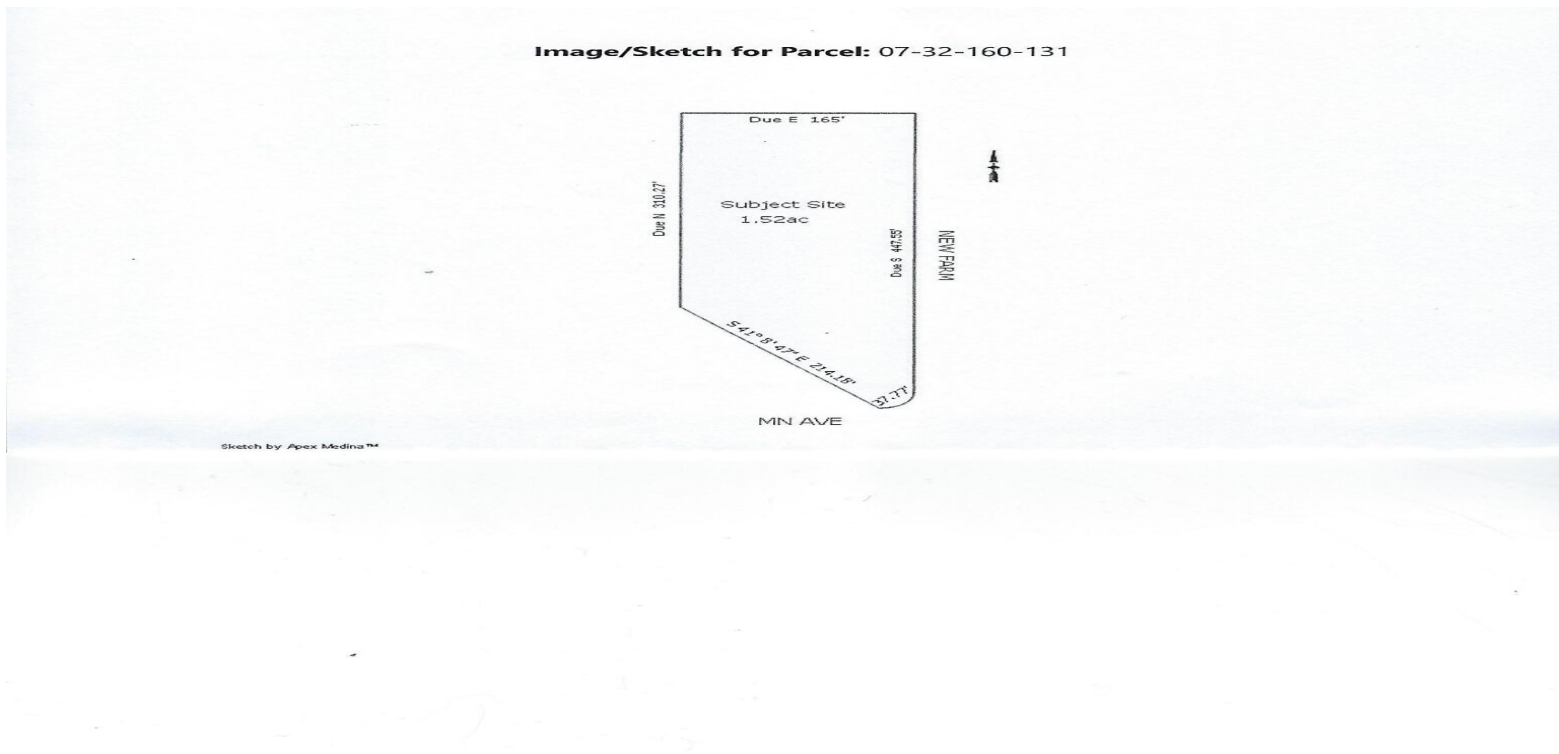 Image/Sketch for Parcel: 07-32-160-131
Due E 165'
Due N 310.27'
Subject Site
1.52ac
Due S 447.55'
NEW FARM
S41°8'47"E 214.18'
37.77'
MN AVE
Sketch by Apex Medina™